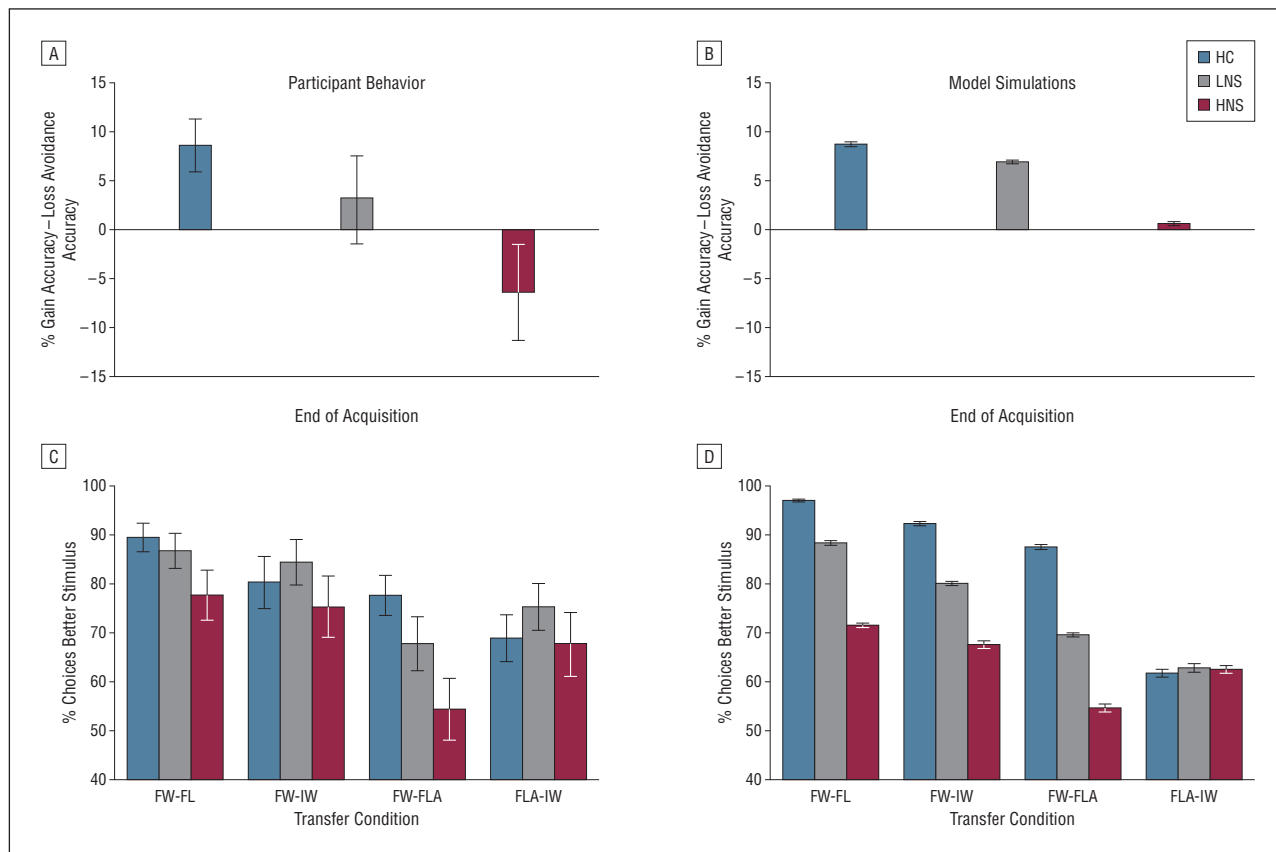 A
Participant Behavior
% Gain Accuracy – Loss Avoidance
Accuracy
15
10
5
0
−5
−10
−15
End of Acquisition
B
Model Simulations
HC
LNS
HNS
% Gain Accuracy – Loss Avoidance
Accuracy
15
10
5
0
−5
−10
−15
End of Acquisition
C
% Choices Better Stimulus
100
90
80
70
60
50
40
FW-FL FW-IW FW-FLA FLA-IW
Transfer Condition
D
% Choices Better Stimulus
100
90
80
70
60
50
40
FW-FL FW-IW FW-FLA FLA-IW
Transfer Condition